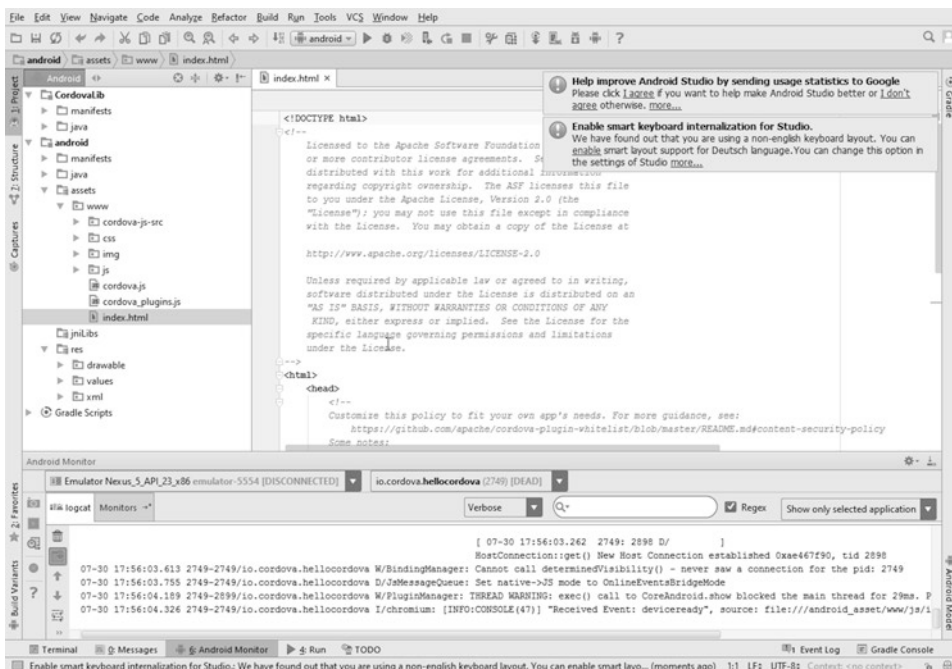 File Edit View Navigate Code Analyze Refactor Build Run Tools VCS Window Help
android
android assets www index.html
1: Project
2: Structure
Captures
2: Favorites
Build Variants
Gradle
Android Model
Android
CordovaLib
manifests
java
android
manifests
java
assets
www
cordova-js-src
css
img
js
cordova.js
cordova_plugins.js
index.html
jniLibs
res
drawable
values
xml
Gradle Scripts
index.html ×
Help improve Android Studio by sending usage statistics to Google
Please click I agree if you want to help make Android Studio better or I don't
agree otherwise. more...
Enable smart keyboard internalization for Studio.
We have found out that you are using a non-english keyboard layout. You can
enable smart layout support for Deutsch language.You can change this option in
the settings of Studio more...
<!DOCTYPE html>
<!--
Licensed to the Apache Software Foundation
or more contributor license agreements. Se
distributed with this work for additional information
regarding copyright ownership. The ASF licenses this file
to you under the Apache License, Version 2.0 (the
"License"); you may not use this file except in compliance
with the License. You may obtain a copy of the License at
http://www.apache.org/licenses/LICENSE-2.0
Unless required by applicable law or agreed to in writing,
software distributed under the License is distributed on an
"AS IS" BASIS, WITHOUT WARRANTIES OR CONDITIONS OF ANY
KIND, either express or implied. See the License for the
specific language governing permissions and limitations
under the License.
-->
<html>
<head>
<!--
Customize this policy to fit your own app's needs. For more guidance, see:
https://github.com/apache/cordova-plugin-whitelist/blob/master/README.md#content-security-policy
Some notes:
Android Monitor
Emulator Nexus_5_API_23_x86 emulator-5554 [DISCONNECTED] io.cordova.hellocordova (2749) [DEAD]
logcat Monitors Verbose Regex Show only selected application
[ 07-30 17:56:03.262 2749: 2898 D/ ]
HostConnection::get() New Host Connection established 0xae467f90, tid 2898
07-30 17:56:03.613 2749-2749/io.cordova.hellocordova W/BindingManager: Cannot call determinedVisibility() - never saw a connection for the pid: 2749
07-30 17:56:03.755 2749-2749/io.cordova.hellocordova D/JsMessageQueue: Set native->JS mode to OnlineEventsBridgeMode
07-30 17:56:04.189 2749-2899/io.cordova.hellocordova W/PluginManager: THREAD WARNING: exec() call to CoreAndroid.show blocked the main thread for 29ms. P
07-30 17:56:04.326 2749-2749/io.cordova.hellocordova I/chromium: [INFO:CONSOLE(47)] "Received Event: deviceready", source: file:///android_asset/www/js/i
Terminal 0: Messages 6: Android Monitor 4: Run TODO 1 Event Log Gradle Console
Enable smart keyboard internalization for Studio.: We have found out that you are using a non-english keyboard layout. You can enable smart layo... (moments ago) 1:1 LF‡ UTF-8‡ Context: <no context>